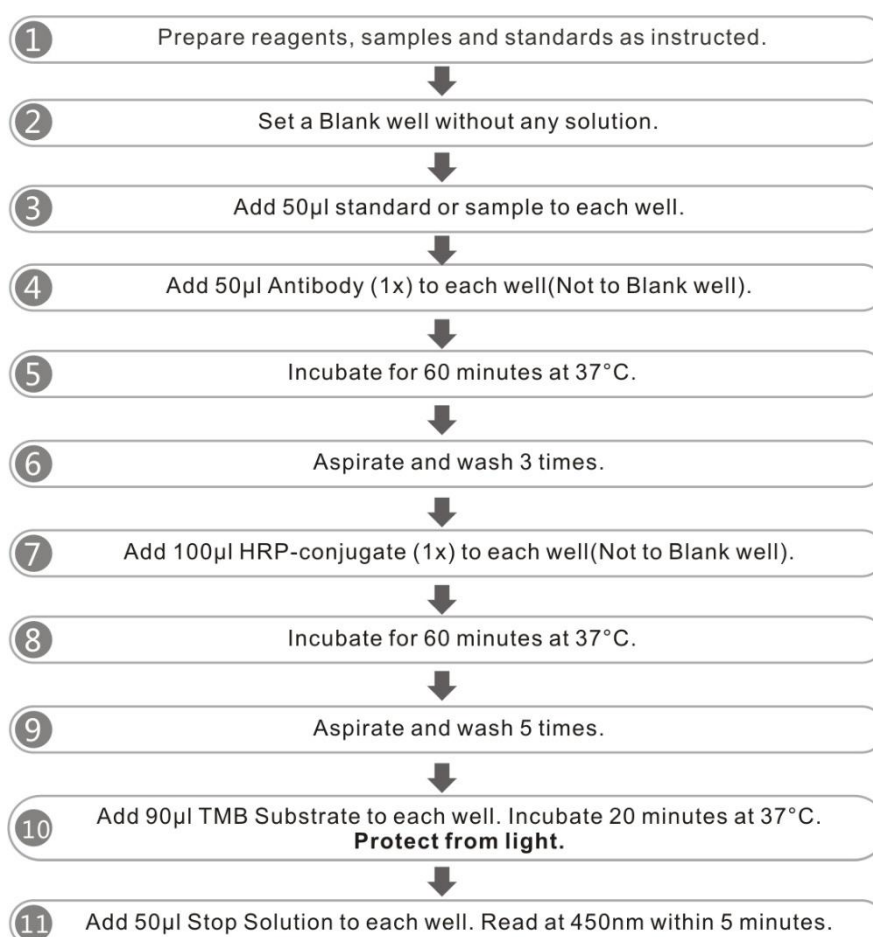 1 Prepare reagents, samples and standards as instructed.
2 Set a Blank well without any solution.
3 Add 50μl standard or sample to each well.
4 Add 50μl Antibody (1x) to each well(Not to Blank well).
5 Incubate for 60 minutes at 37°C.
6 Aspirate and wash 3 times.
7 Add 100μl HRP-conjugate (1x) to each well(Not to Blank well).
8 Incubate for 60 minutes at 37°C.
9 Aspirate and wash 5 times.
10 Add 90μl TMB Substrate to each well. Incubate 20 minutes at 37°C.
Protect from light.
11 Add 50μl Stop Solution to each well. Read at 450nm within 5 minutes.